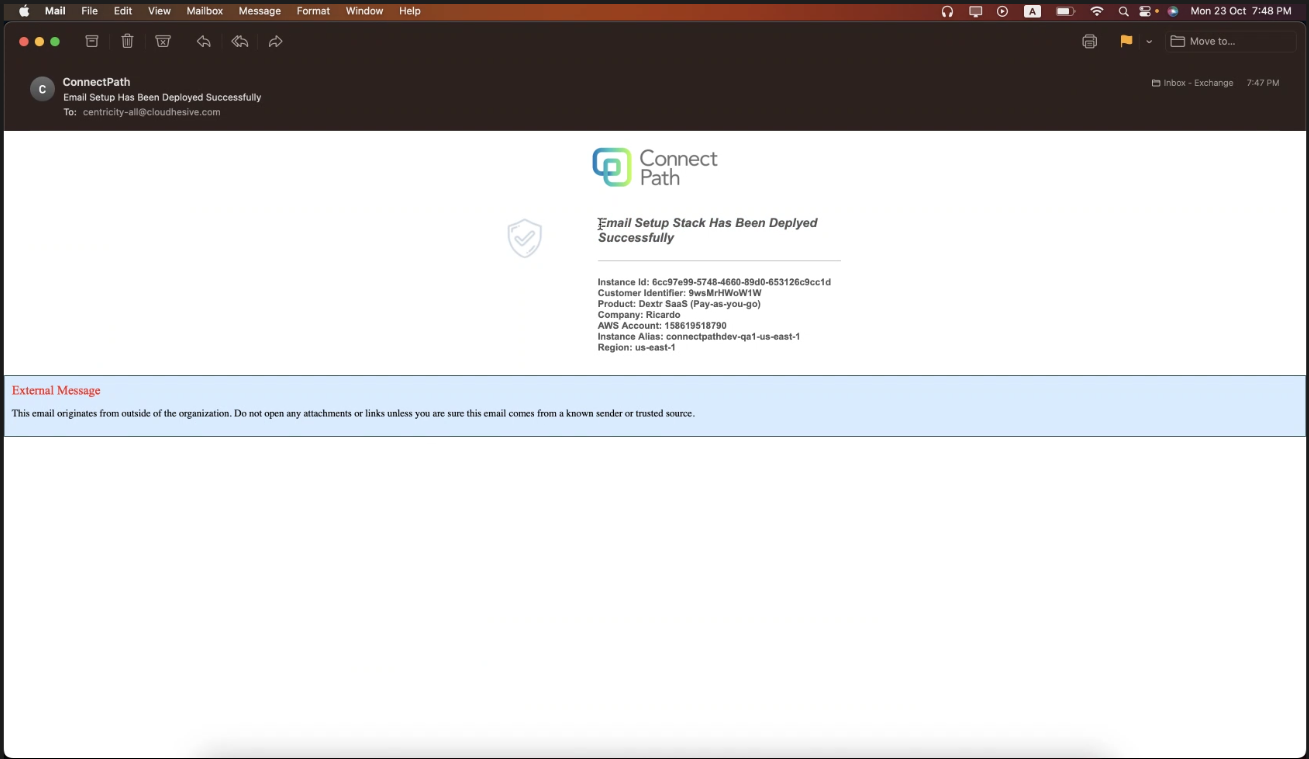 Mail File Edit View Mailbox Message Format Window Help
A
Mon 23 Oct 7:48 PM
Move to...
C
ConnectPath
Inbox - Exchange 7:47 PM
Email Setup Has Been Deployed Successfully
To: centricity-all@cloudhesive.com
Connect
Path
Email Setup Stack Has Been Deplyed
Successfully
Instance Id: 6cc97e99-5748-4660-89d0-653126c9cc1d
Customer Identifier: 9wsMrHWoW1W
Product: Dextr SaaS (Pay-as-you-go)
Company: Ricardo
AWS Account: 158619518790
Instance Alias: connectpathdev-qa1-us-east-1
Region: us-east-1
External Message
This email originates from outside of the organization. Do not open any attachments or links unless you are sure this email comes from a known sender or trusted source.